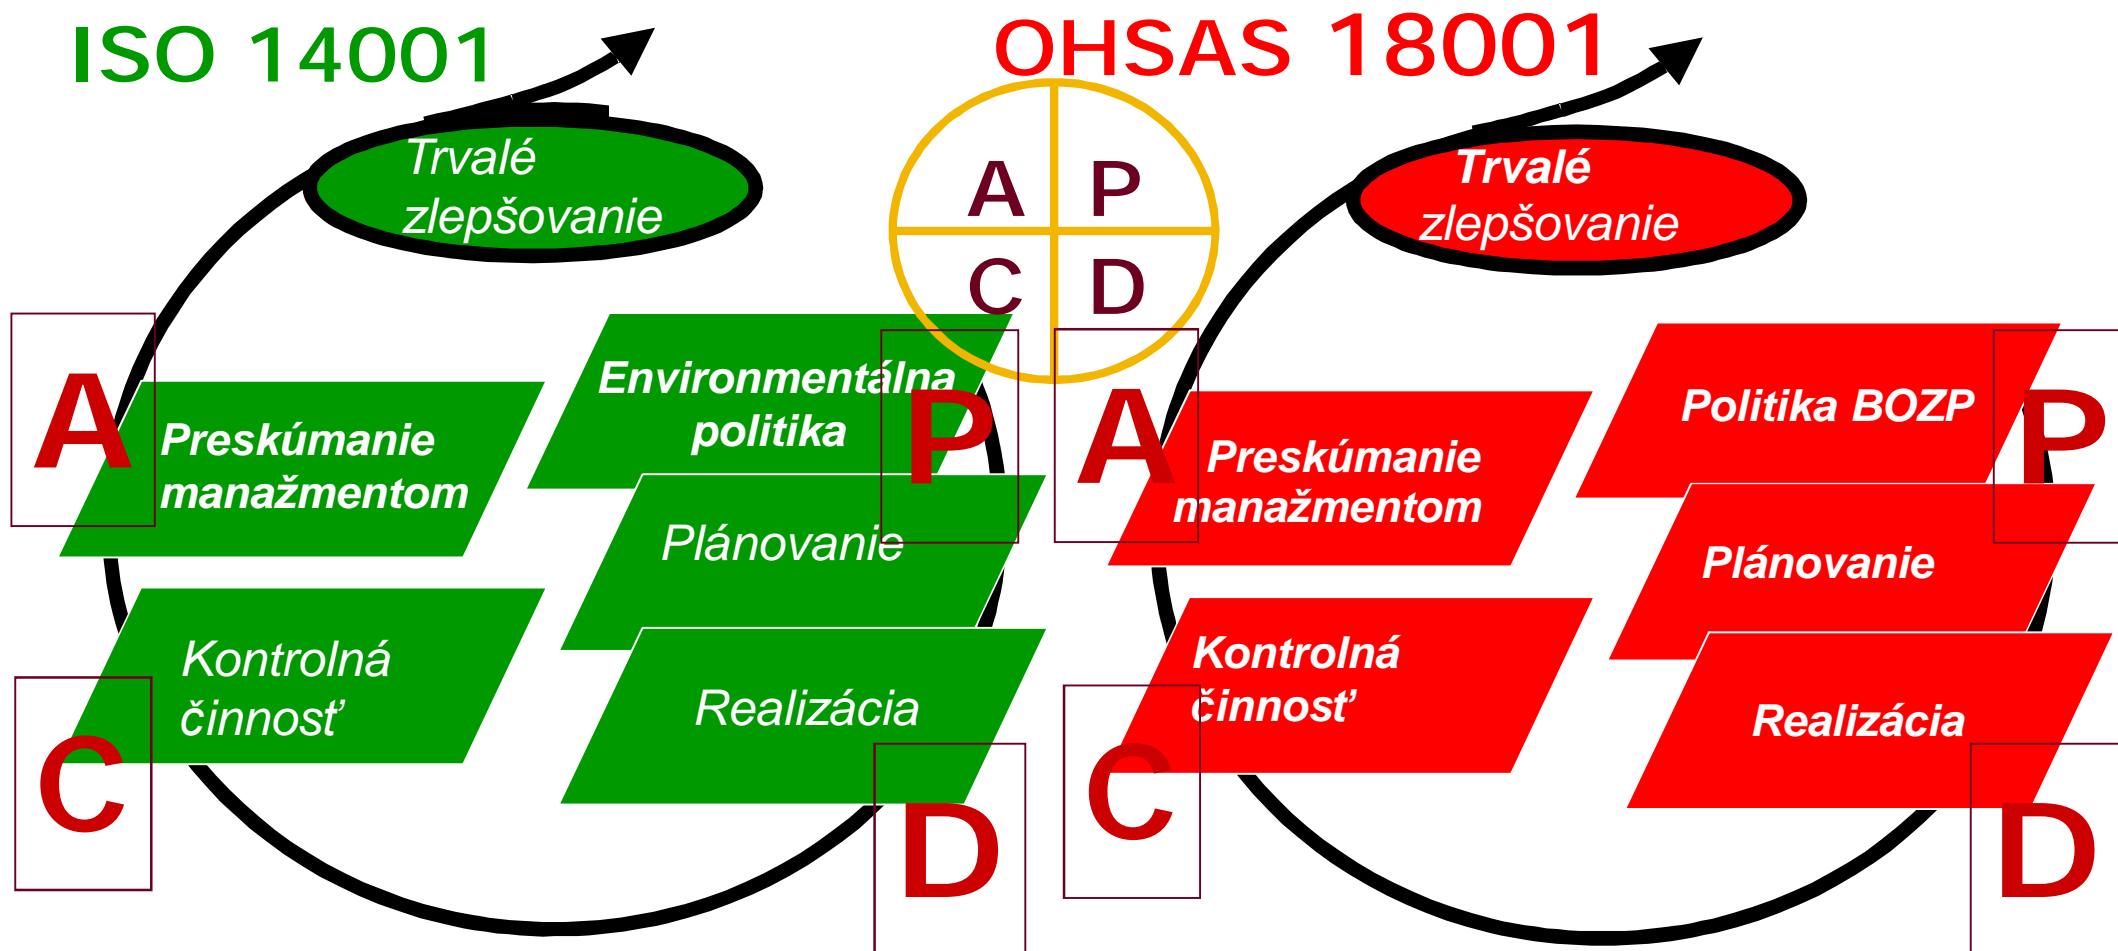 ISO 14001
Trvalé
zlepšovanie
A
Preskúmanie
manažmentom
Environmentálna
politika
P
Plánovanie
Kontrolná
činnosť
C
Realizácia
D
OHSAS 18001
A P
C D
Trvalé
zlepšovanie
A
Preskúmanie
manažmentom
Politika BOZP
P
Plánovanie
Kontrolná
činnosť
C
Realizácia
D